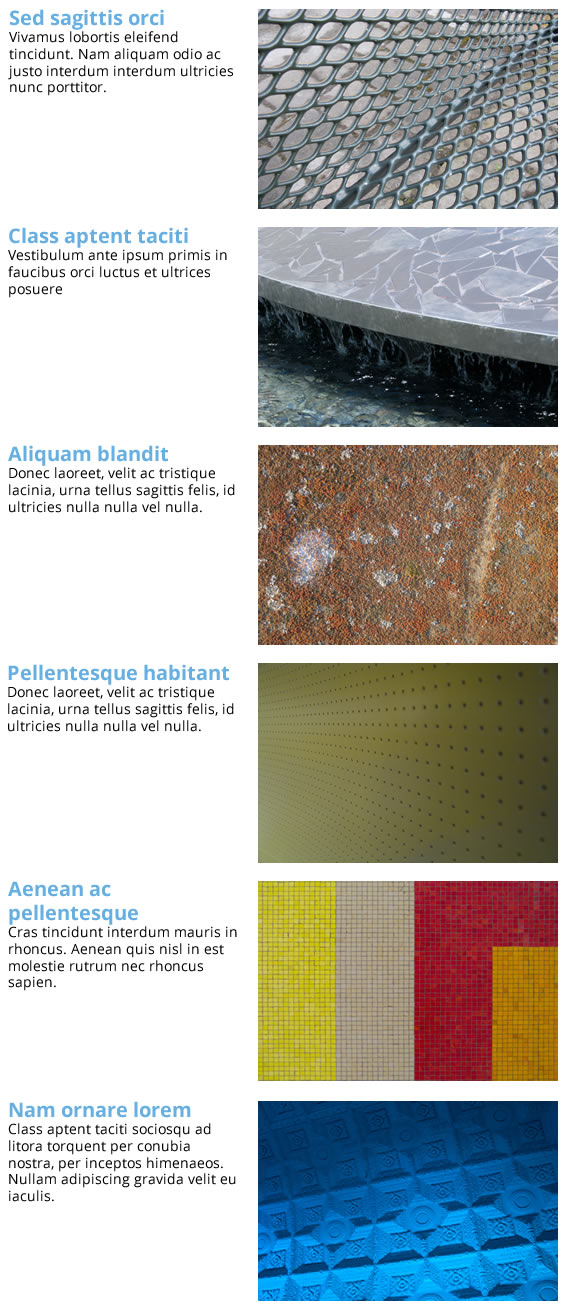 Sed sagittis orci
Vivamus lobortis eleifend
tincidunt. Nam aliquam odio ac
justo interdum interdum ultricies
nunc porttitor.
Class aptent taciti
Vestibulum ante ipsum primis in
faucibus orci luctus et ultrices
posuere
Aliquam blandit
Donec laoreet, velit ac tristique
lacinia, urna tellus sagittis felis, id
ultricies nulla nulla vel nulla.
Pellentesque habitant
Donec laoreet, velit ac tristique
lacinia, urna tellus sagittis felis, id
ultricies nulla nulla vel nulla.
Aenean ac
pellentesque
Cras tincidunt interdum mauris in
rhoncus. Aenean quis nisl in est
molestie rutrum nec rhoncus
sapien.
Nam ornare lorem
Class aptent taciti sociosqu ad
litora torquent per conubia
nostra, per inceptos himenaeos.
Nullam adipiscing gravida velit eu
iaculis.